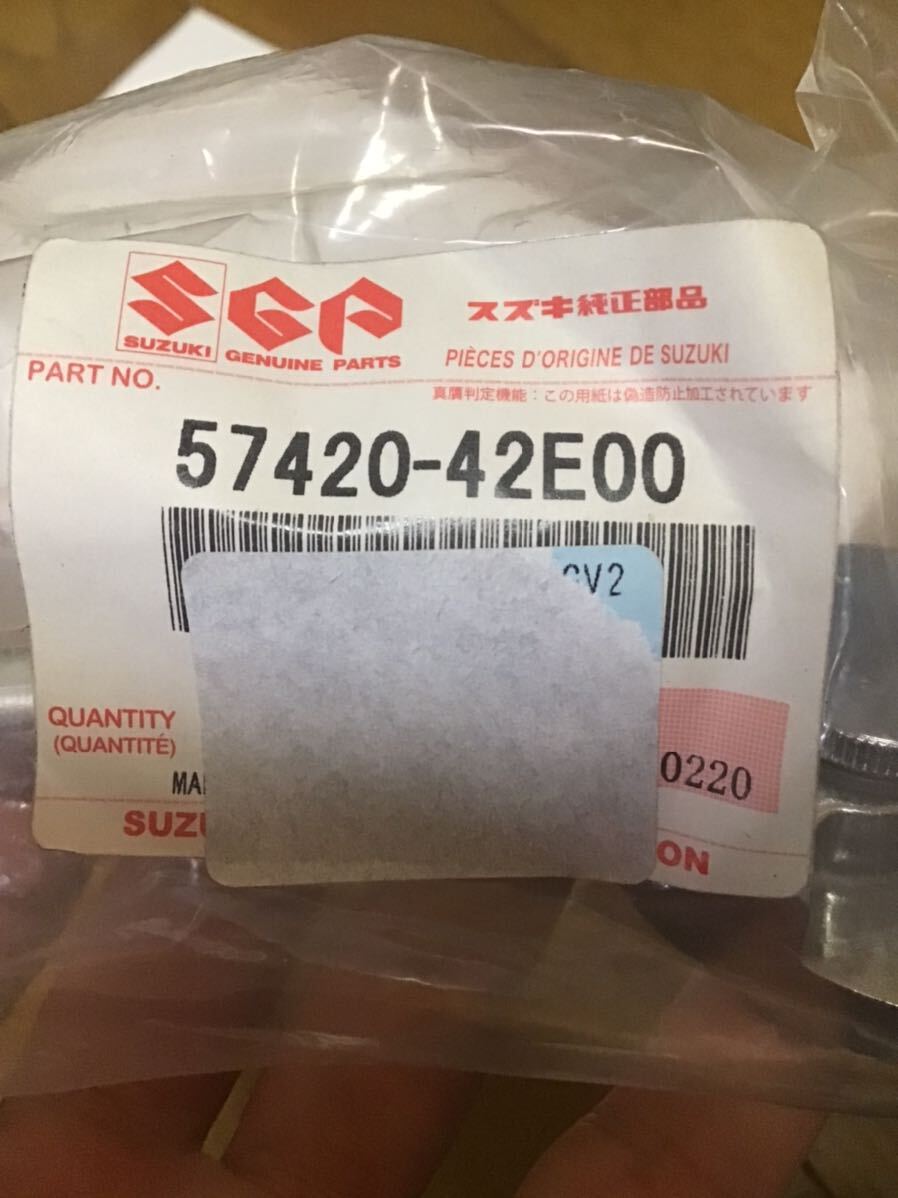 SUZUKI
SGP
GENUINE PARTS
スズキ純正部品
PIÈCES D'ORIGINE DE SUZUKI
PART NO.
真贋判定機能：この用紙は偽造防止加工されています
57420-42E00
CV2
QUANTITY
(QUANTITÉ)
0220